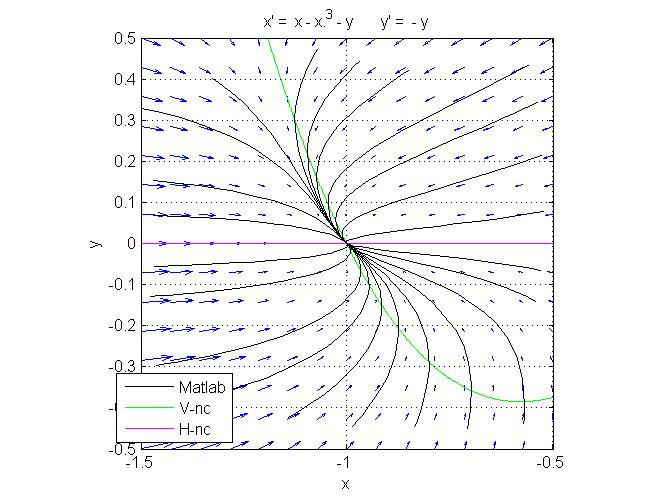 x' = x - x.³ - y y' = - y
0.5
0.4
0.3
0.2
0.1
y
0
-0.1
-0.2
-0.3
Matlab
V-nc
H-nc
-0.5
-1.5
-1
-0.5
x